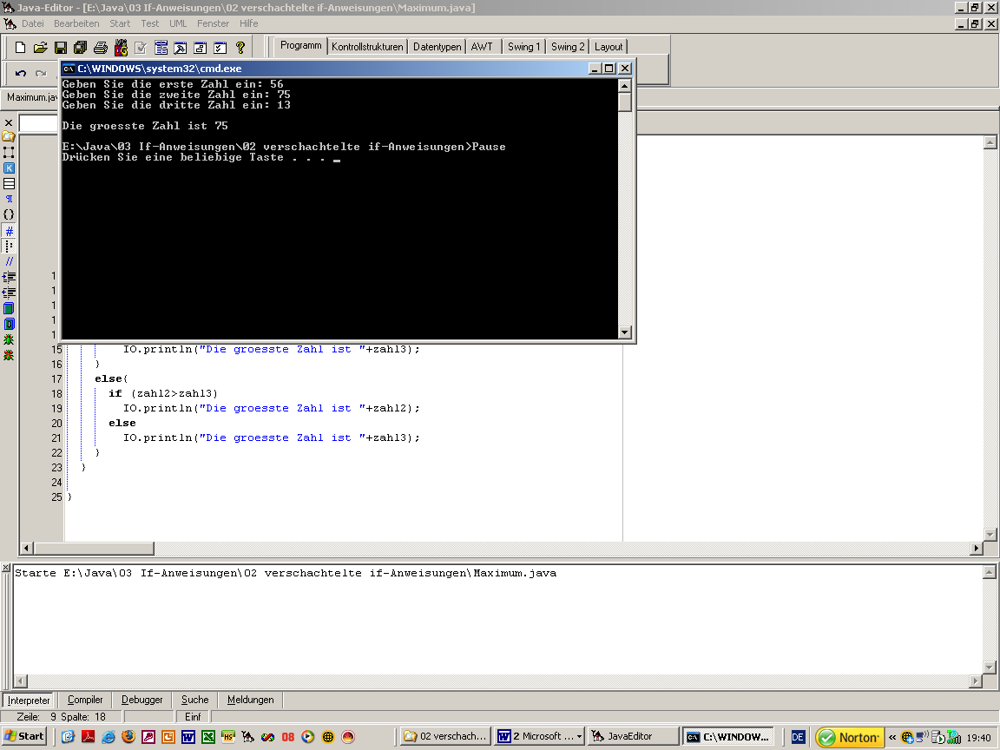 Java-Editor - [E:\Java\03 If-Anweisungen\02 verschachtelte if-Anweisungen\Maximum.java]
Datei Bearbeiten Start Test UML Fenster Hilfe
Programm Kontrollstrukturen Datentypen AWT Swing 1 Swing 2 Layout
C:\WINDOWS\system32\cmd.exe
Maximum.jav
Geben Sie die erste Zahl ein: 56
Geben Sie die zweite Zahl ein: 75
Geben Sie die dritte Zahl ein: 13
Die groesste Zahl ist 75
E:\Java\03 If-Anweisungen\02 verschachtelte if-Anweisungen>Pause
Drücken Sie eine beliebige Taste . . . _
1
1
1
1
1
15 IO.println("Die groesste Zahl ist "+zahl3);
16 }
17 else{
18 if (zahl2>zahl3)
19 IO.println("Die groesste Zahl ist "+zahl2);
20 else
21 IO.println("Die groesste Zahl ist "+zahl3);
22 }
23 }
24
25 }
Starte E:\Java\03 If-Anweisungen\02 verschachtelte if-Anweisungen\Maximum.java
Interpreter Compiler Debugger Suche Meldungen
Zeile: 9 Spalte: 18 Einf
Start 08 02 verschach... 2 Microsoft ... JavaEditor C:\WINDOW... DE Norton 19:40